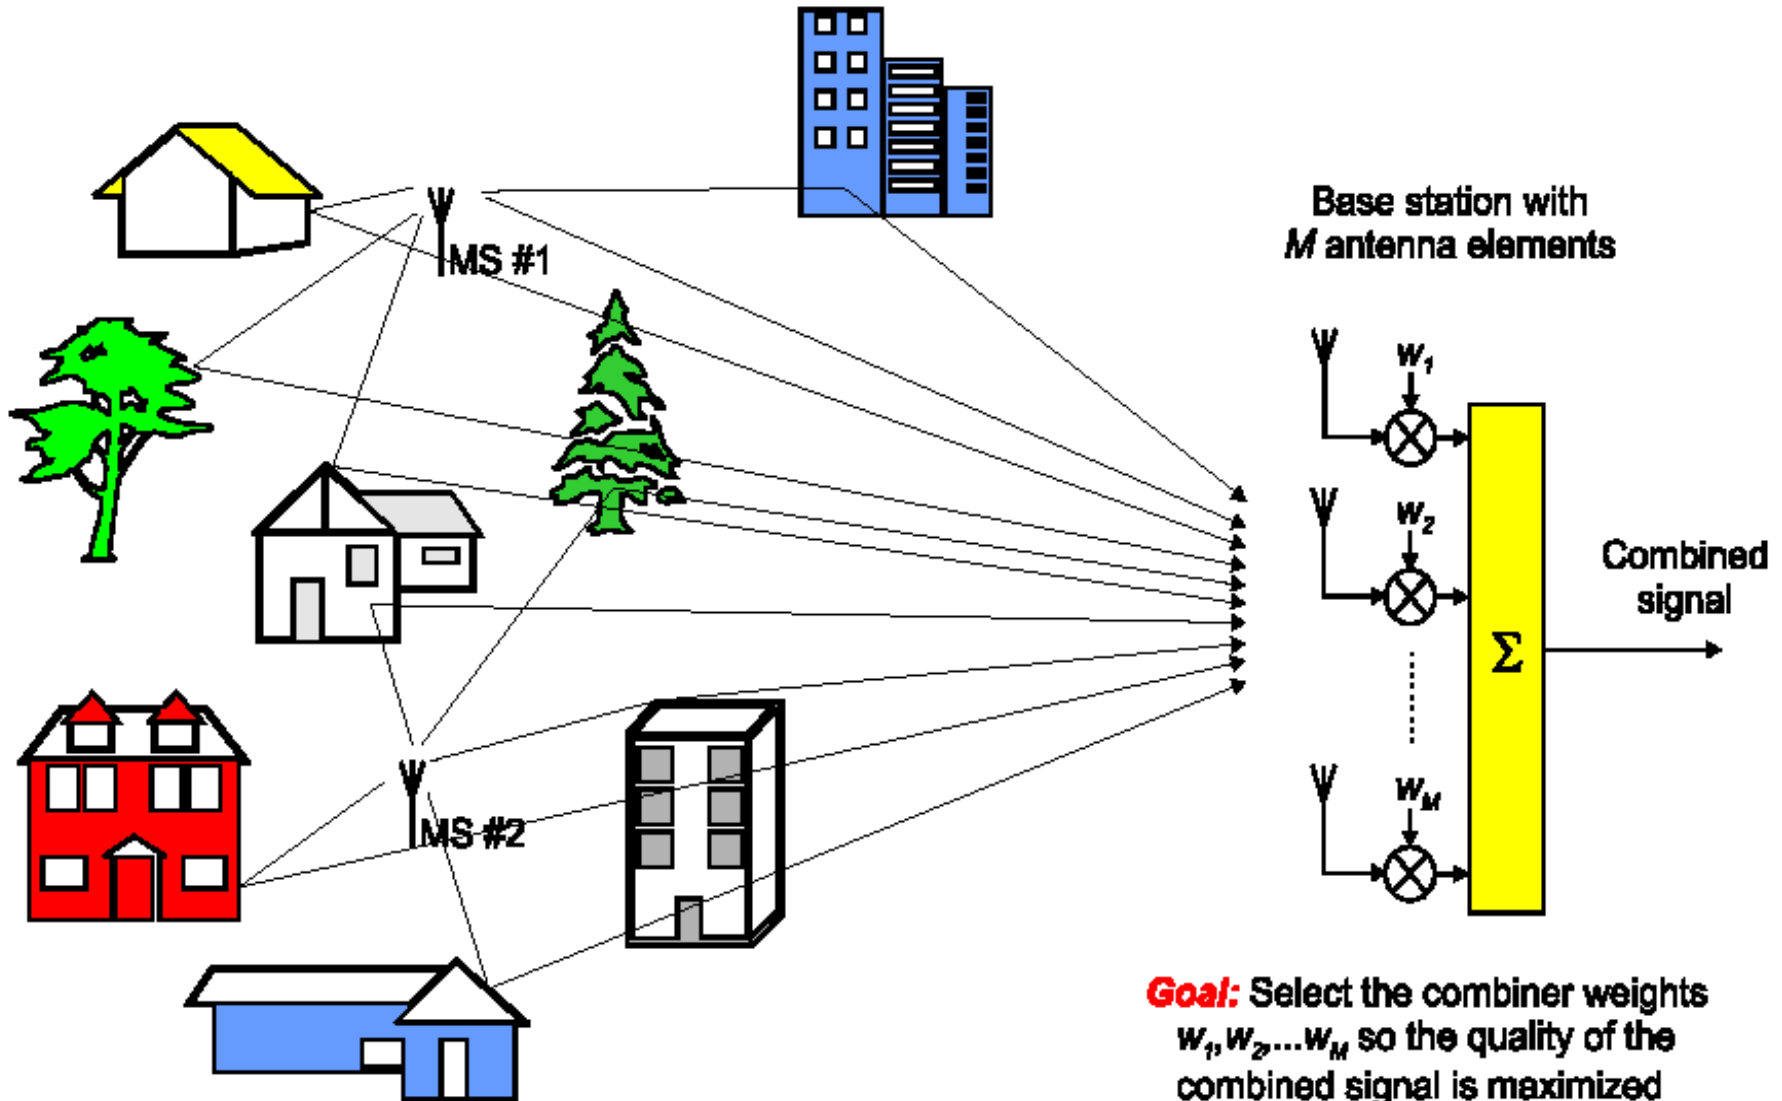 MS #1
Base station with
M antenna elements
w1
w2
Combined
signal
Σ
wM
MS #2
Goal: Select the combiner weights
w1,w2,...wM so the quality of the
combined signal is maximized